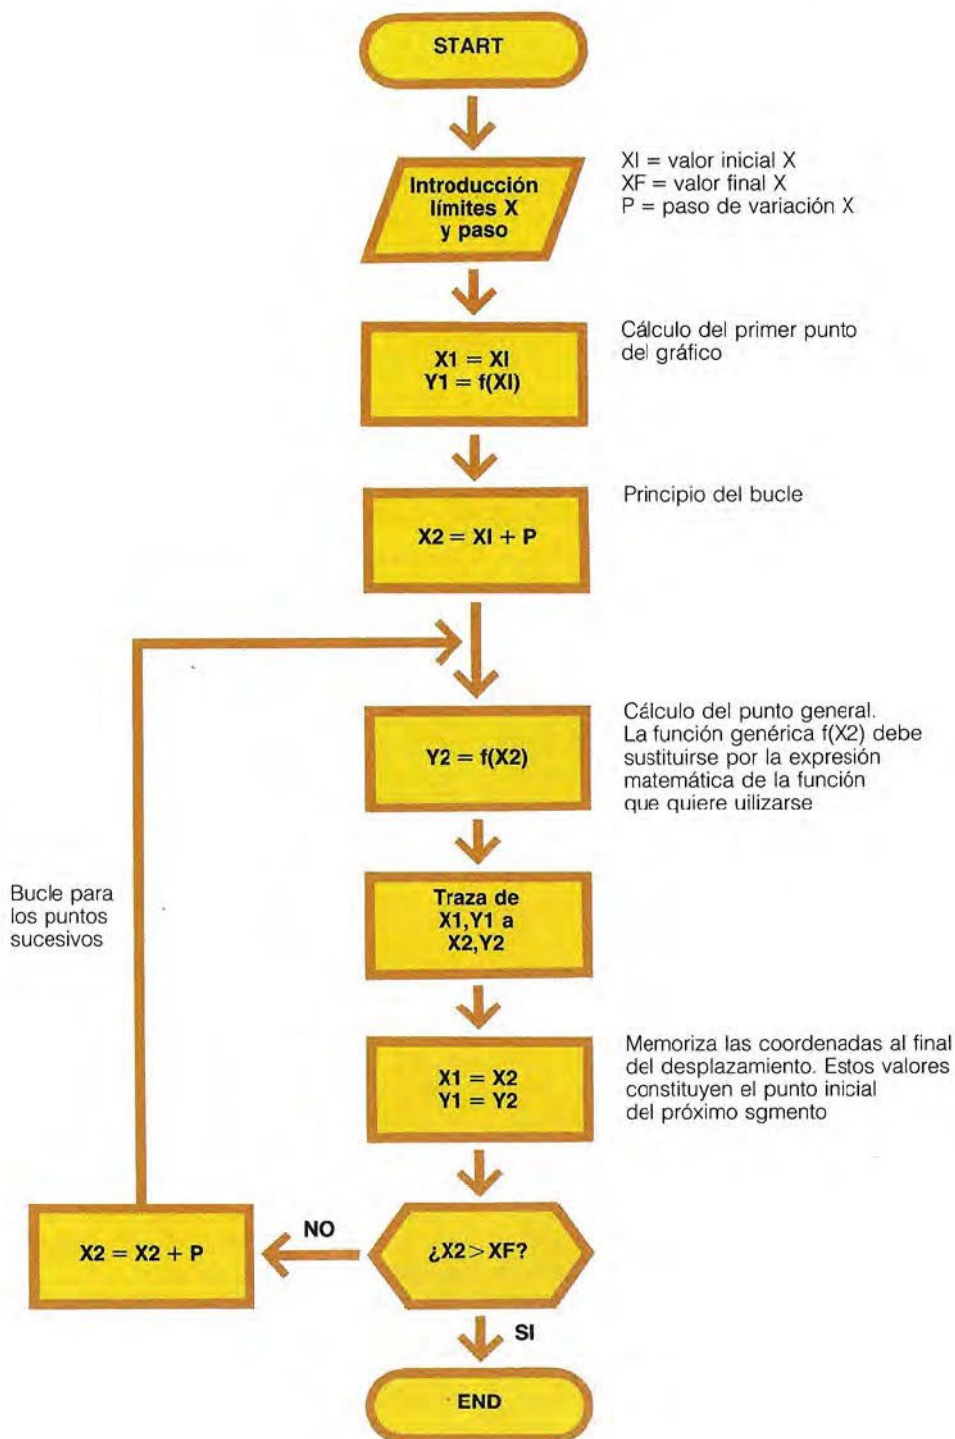 START
Introducción
límites X
y paso
XI = valor inicial X
XF = valor final X
P = paso de variación X
X1 = XI
Y1 = f(XI)
Cálculo del primer punto
del gráfico
X2 = XI + P
Principio del bucle
Y2 = f(X2)
Cálculo del punto general.
La función genérica f(X2) debe
sustituirse por la expresión
matemática de la función
que quiere uilizarse
Traza de
X1,Y1 a
X2,Y2
Bucle para
los puntos
sucesivos
X1 = X2
Y1 = Y2
Memoriza las coordenadas al final
del desplazamiento. Estos valores
constituyen el punto inicial
del próximo sgmento
X2 = X2 + P
NO
¿X2>XF?
SI
END